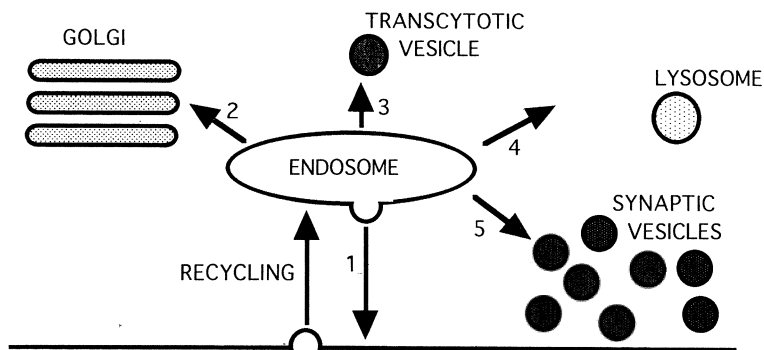 GOLGI
TRANSCYTOTIC
VESICLE
LYSOSOME
2
3
4
ENDOSOME
5
SYNAPTIC
VESICLES
RECYCLING
1